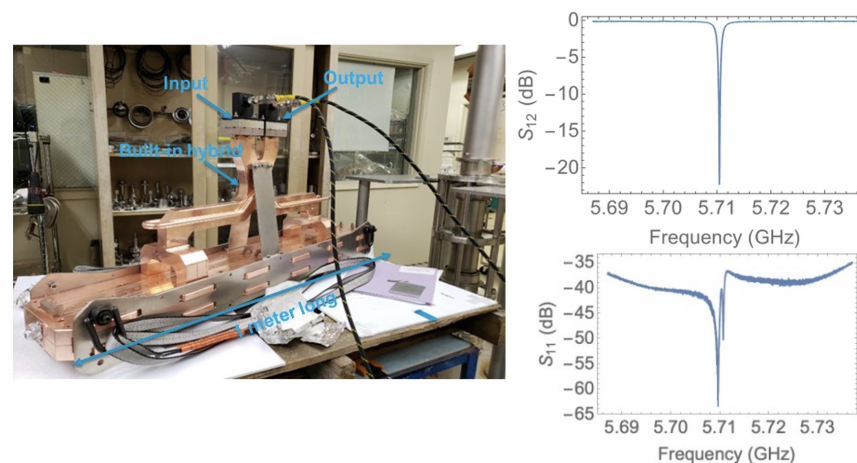 Input
Output
Built-in hybrid
1 meter long
0
−5
−10
−15
−20
S12 (dB)
5.69 5.70 5.71 5.72 5.73
Frequency (GHz)
−35
−40
−45
−50
−55
−60
−65
S11 (dB)
5.69 5.70 5.71 5.72 5.73
Frequency (GHz)